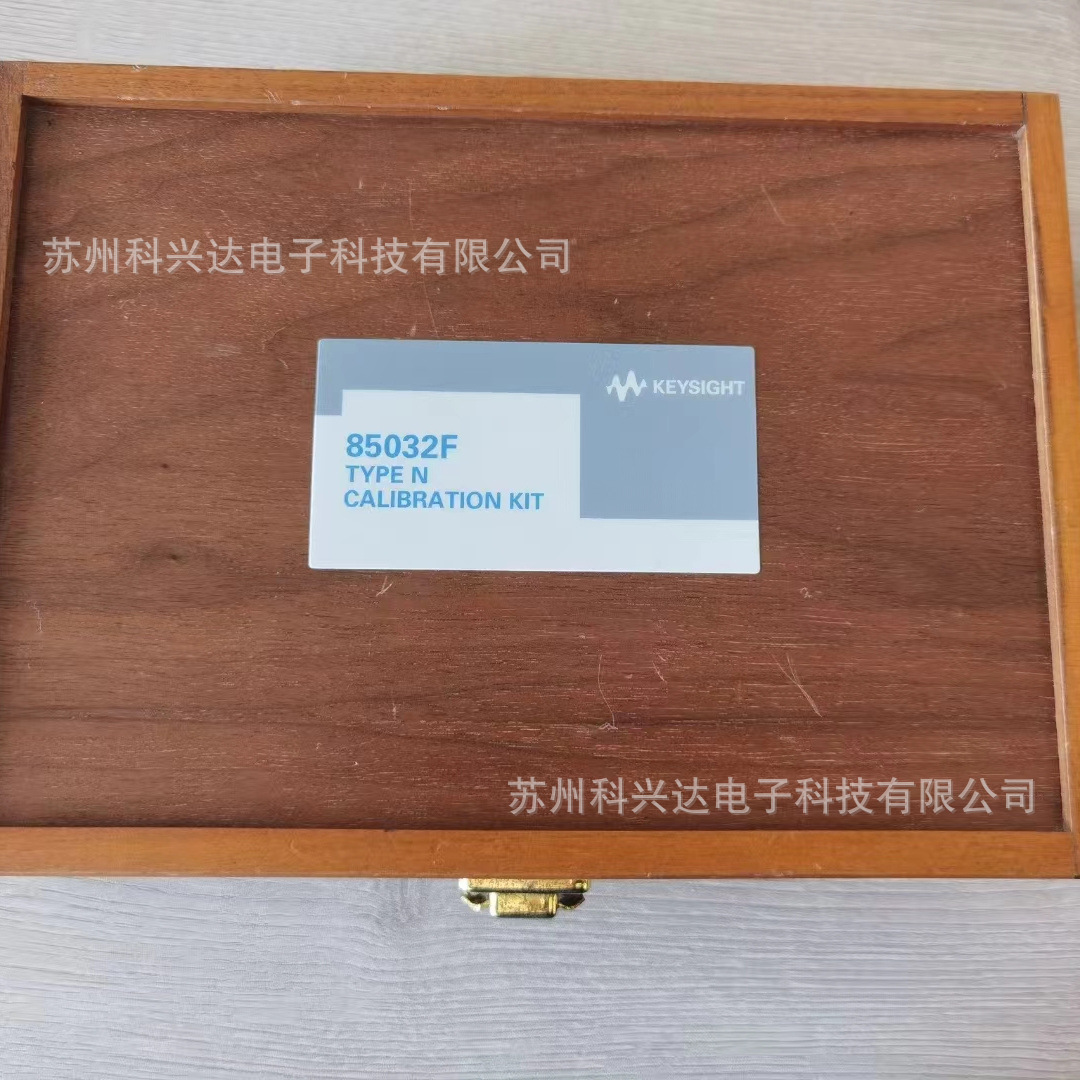 苏州科兴达电子科技有限公司
KEYSIGHT
85032F
TYPE N
CALIBRATION KIT
苏州科兴达电子科技有限公司